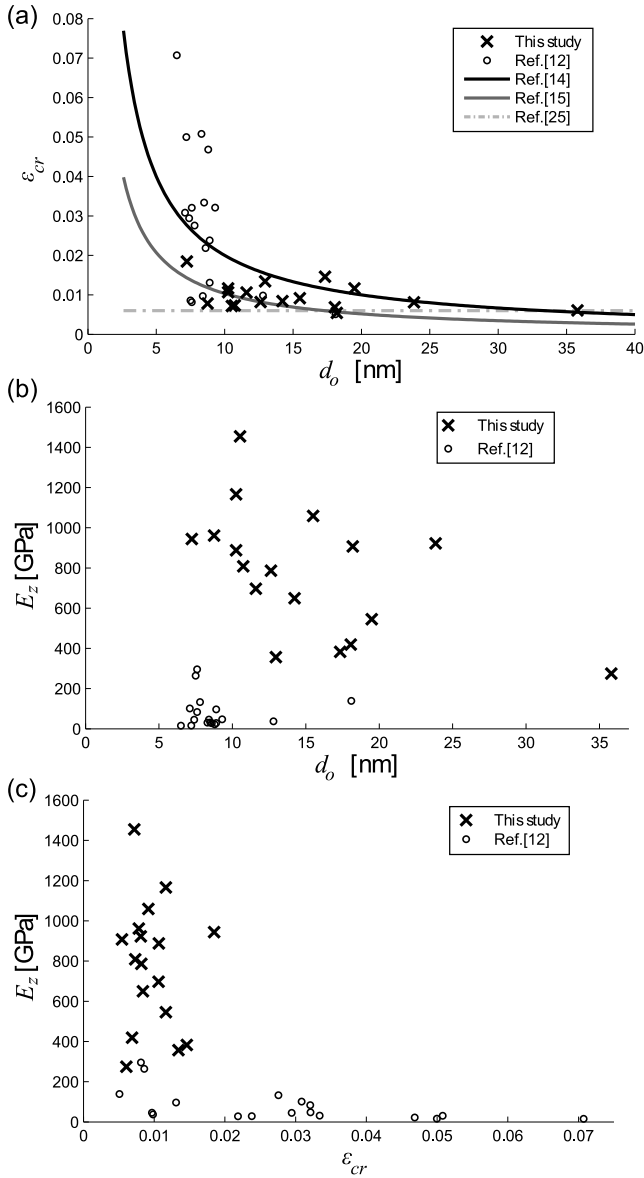 (a)
0.08
0.07
0.06
0.05
0.04
0.03
0.02
0.01
0
ε_cr
This study
Ref.[12]
Ref.[14]
Ref.[15]
Ref.[25]
0 5 10 15 20 25 30 35 40
d_o [nm]
(b)
1600
1400
1200
1000
800
600
400
200
0
E_z [GPa]
This study
Ref.[12]
0 5 10 15 20 25 30 35
d_o [nm]
(c)
1600
1400
1200
1000
800
600
400
200
0
E_z [GPa]
This study
Ref.[12]
0 0.01 0.02 0.03 0.04 0.05 0.06 0.07
ε_cr